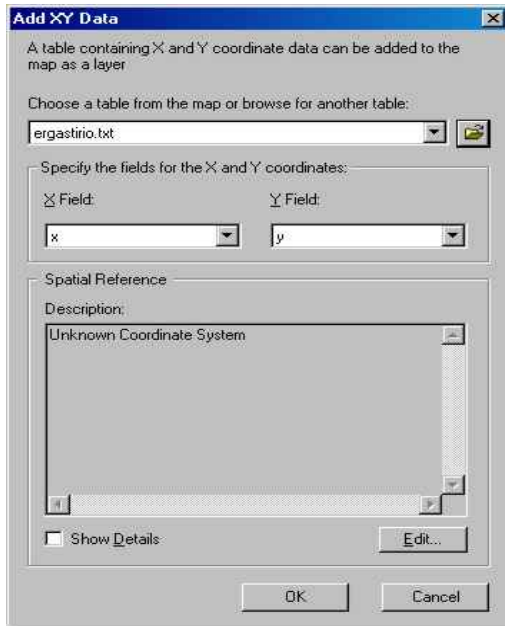 Add XY Data
A table containing X and Y coordinate data can be added to the
map as a layer
Choose a table from the map or browse for another table:
ergastirio.txt
Specify the fields for the X and Y coordinates:
X Field:
Y Field:
x
y
Spatial Reference
Description:
Unknown Coordinate System
Show Details
Edit...
OK
Cancel